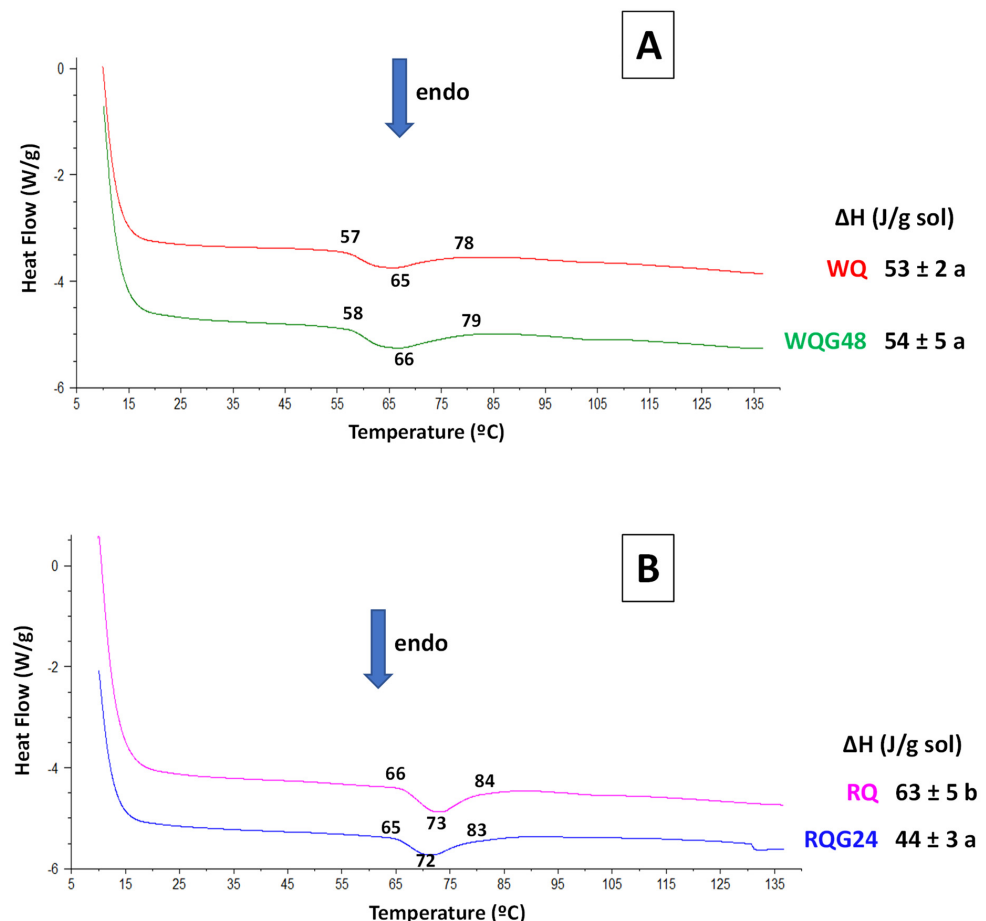 A
endo
Heat Flow (W/g)
0
-2
-4
-6
57
78
65
58
79
66
5 15 25 35 45 55 65 75 85 95 105 115 125 135
Temperature (ºC)
ΔH (J/g sol)
WQ 53 ± 2 a
WQG48 54 ± 5 a
B
endo
Heat Flow (W/g)
0
-2
-4
-6
66
84
73
65
83
72
5 15 25 35 45 55 65 75 85 95 105 115 125 135
Temperature (ºC)
ΔH (J/g sol)
RQ 63 ± 5 b
RQG24 44 ± 3 a